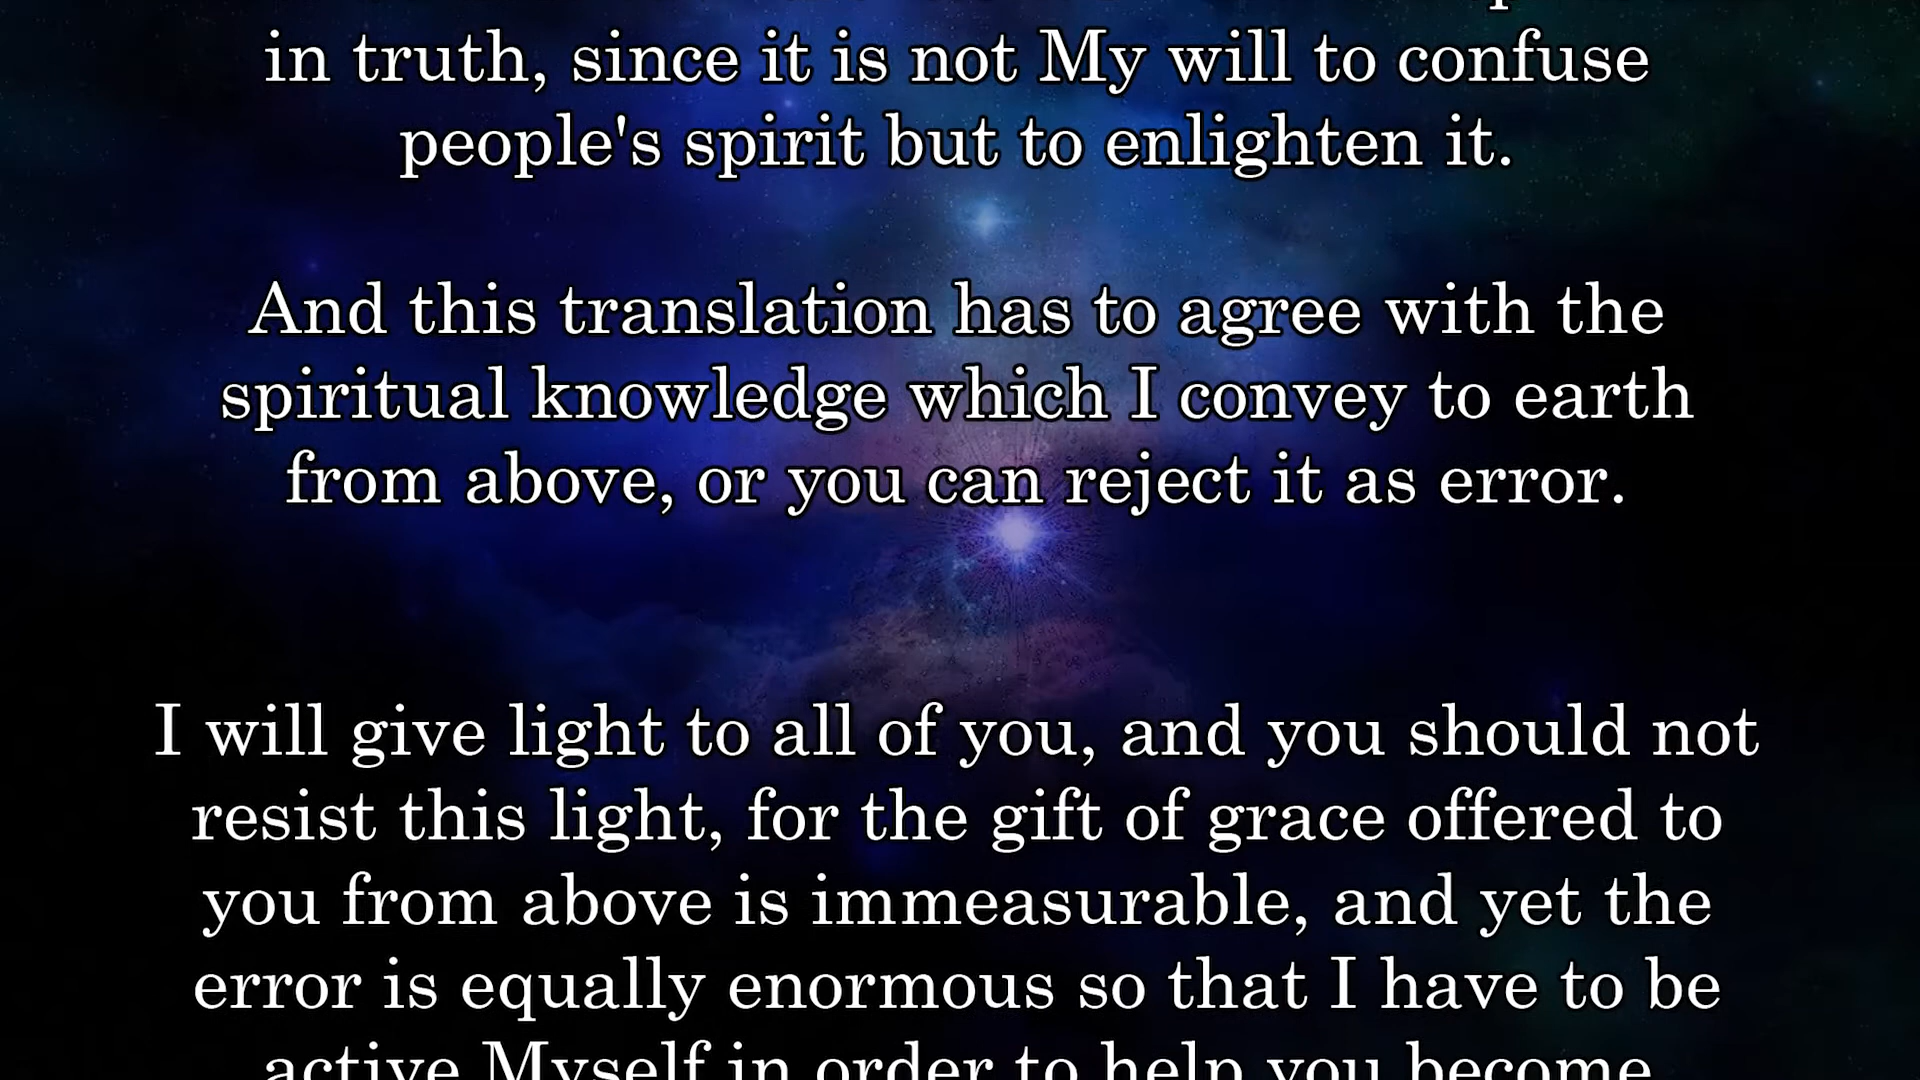 in truth, since it is not My will to confuse
people's spirit but to enlighten it.
And this translation has to agree with the
spiritual knowledge which I convey to earth
from above, or you can reject it as error.
I will give light to all of you, and you should not
resist this light, for the gift of grace offered to
you from above is immeasurable, and yet the
error is equally enormous so that I have to be
active Myself in order to help you become